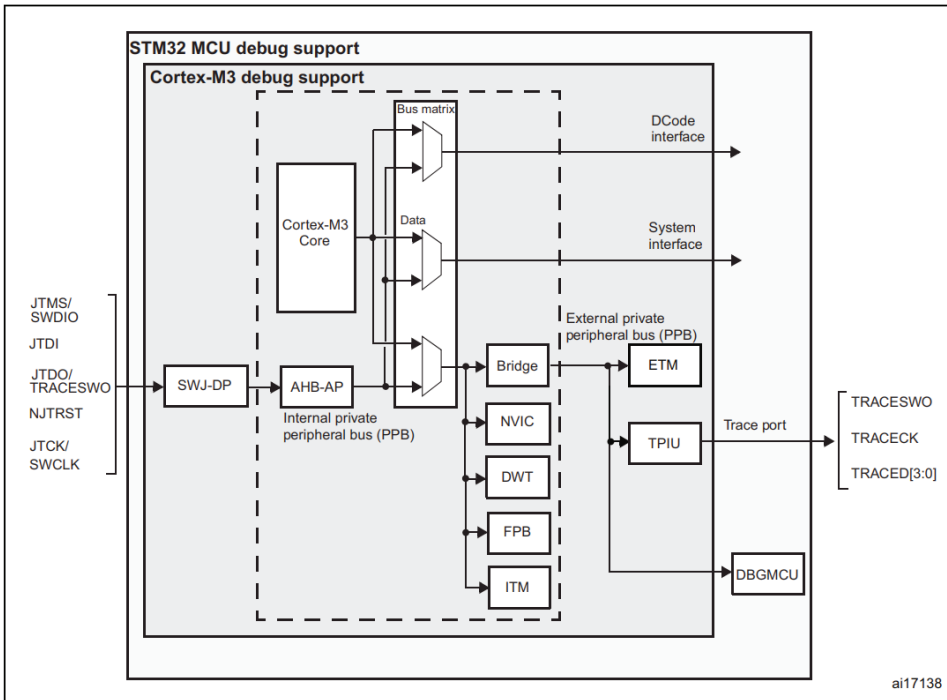 STM32 MCU debug support
Cortex-M3 debug support
Bus matrix
DCode
interface
Cortex-M3
Core
Data
System
interface
JTMS/
SWDIO
JTDI
JTDO/
TRACESWO
NJTRST
JTCK/
SWCLK
SWJ-DP
AHB-AP
Internal private
peripheral bus (PPB)
External private
peripheral bus (PPB)
Bridge
NVIC
DWT
FPB
ITM
ETM
TPIU
Trace port
TRACESWO
TRACECK
TRACED[3:0]
DBGMCU
ai17138